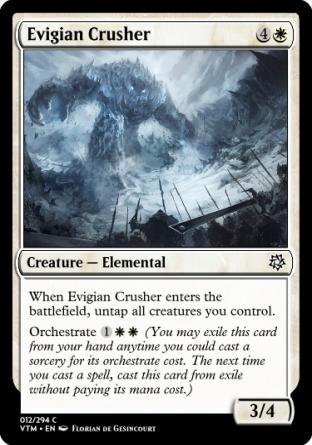 Evigian Crusher 4
Creature — Elemental
When Evigian Crusher enters the
battlefield, untap all creatures you control.
Orchestrate 1 (You may exile this card
from your hand anytime you could cast a
sorcery for its orchestrate cost. The next time
you cast a spell, cast this card from exile
without paying its mana cost.)
3/4
012/294 C
VTM • EN Florian de Gesincourt